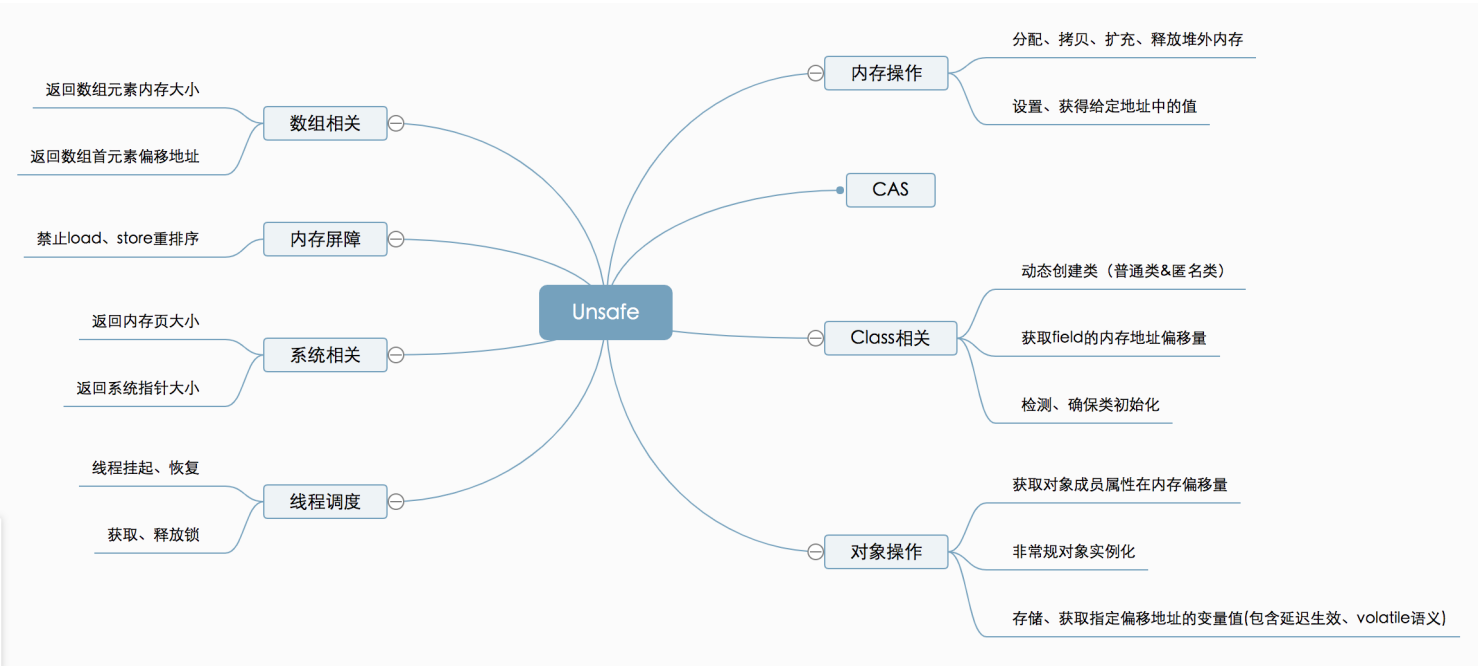 Unsafe
内存操作
分配、拷贝、扩充、释放堆外内存
设置、获得给定地址中的值
CAS
Class相关
动态创建类（普通类&匿名类）
获取field的内存地址偏移量
检测、确保类初始化
对象操作
获取对象成员属性在内存偏移量
非常规对象实例化
存储、获取指定偏移地址的变量值(包含延迟生效、volatile语义)
数组相关
返回数组元素内存大小
返回数组首元素偏移地址
内存屏障
禁止load、store重排序
系统相关
返回内存页大小
返回系统指针大小
线程调度
线程挂起、恢复
获取、释放锁